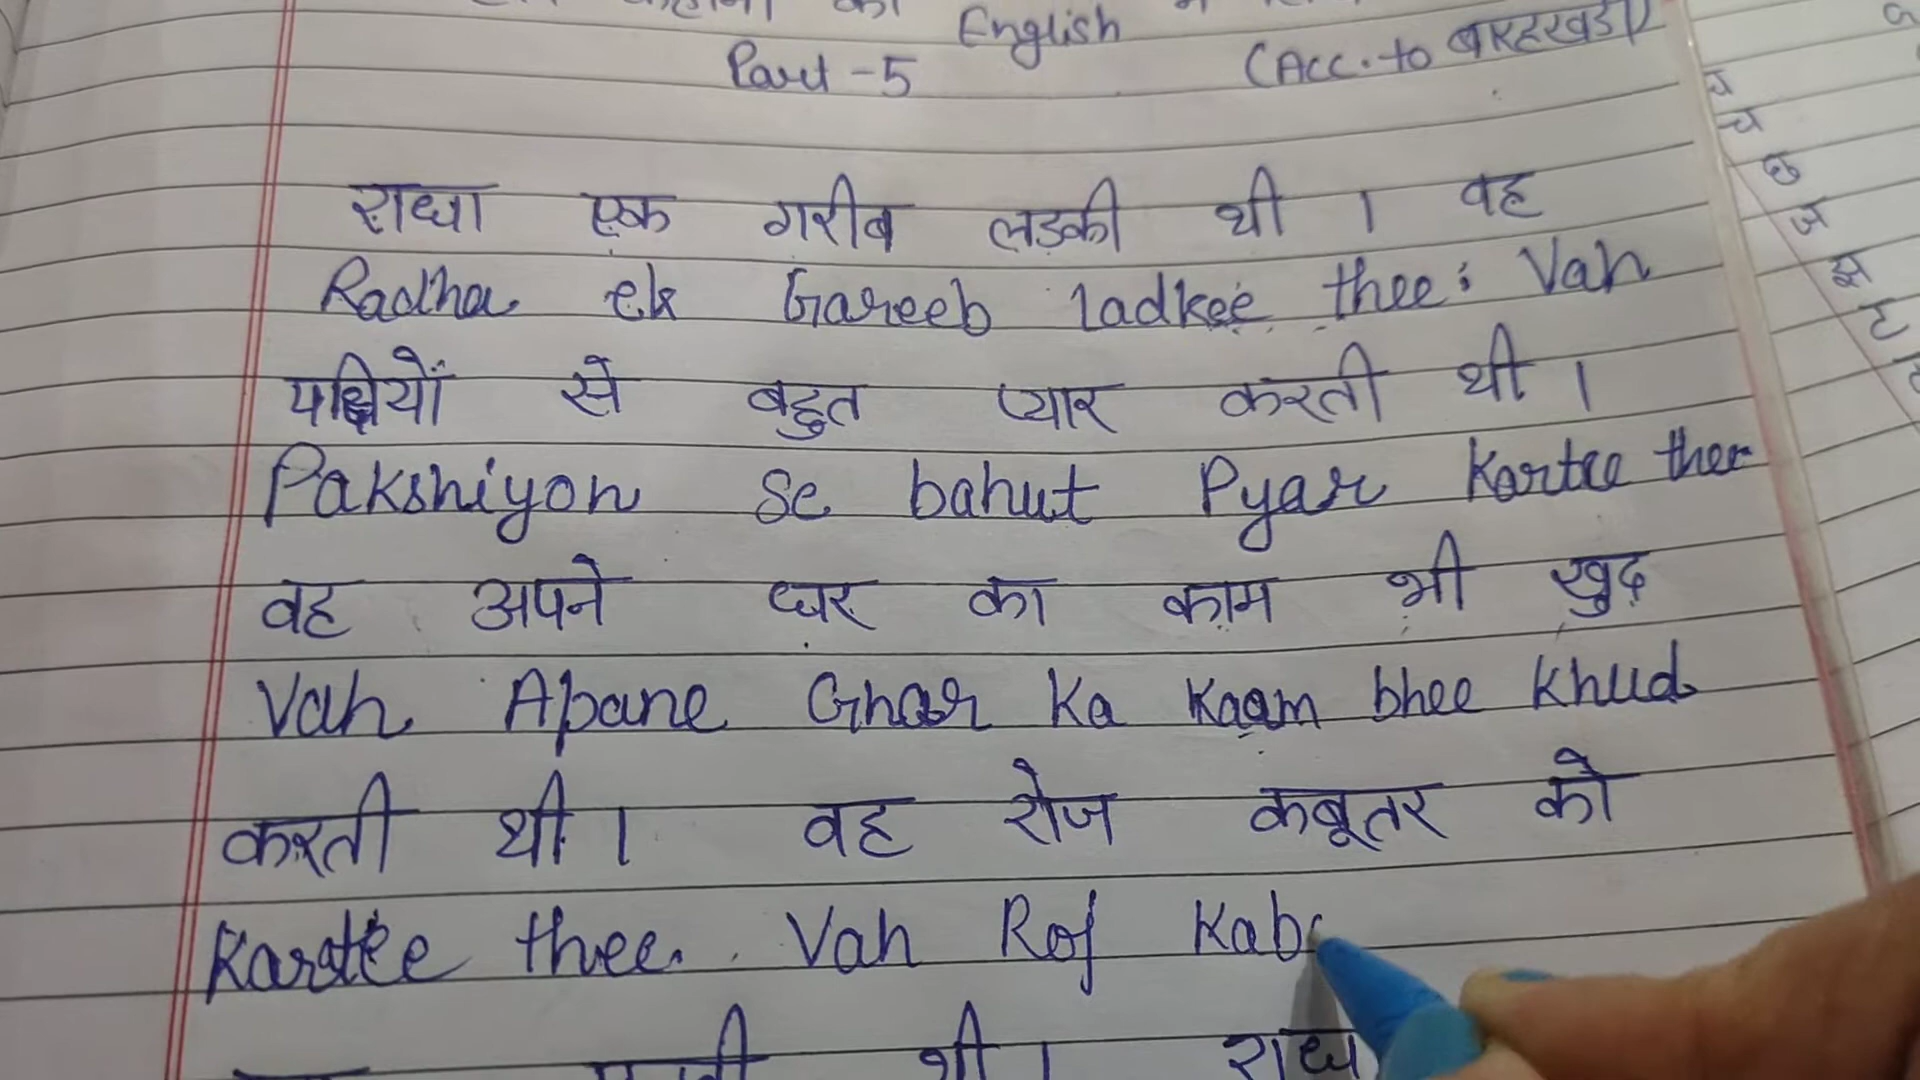 English में
Part-5 (Acc. to बारहखडी)
राधा एक गरीब लड़की थी । वह
Radha ek Gareeb ladkee thee. Vah
पक्षियों से बहुत प्यार करती थी ।
Pakshiyon se bahut Pyar Kartee thee
वह अपने घर का काम भी खुद
Vah Apane Ghar Ka Kaam bhee Khud
करती थी । वह रोज कबूतर को
Karatee thee. Vah Roj Kab
थी । राधा
च
छ
ज
झ
ट